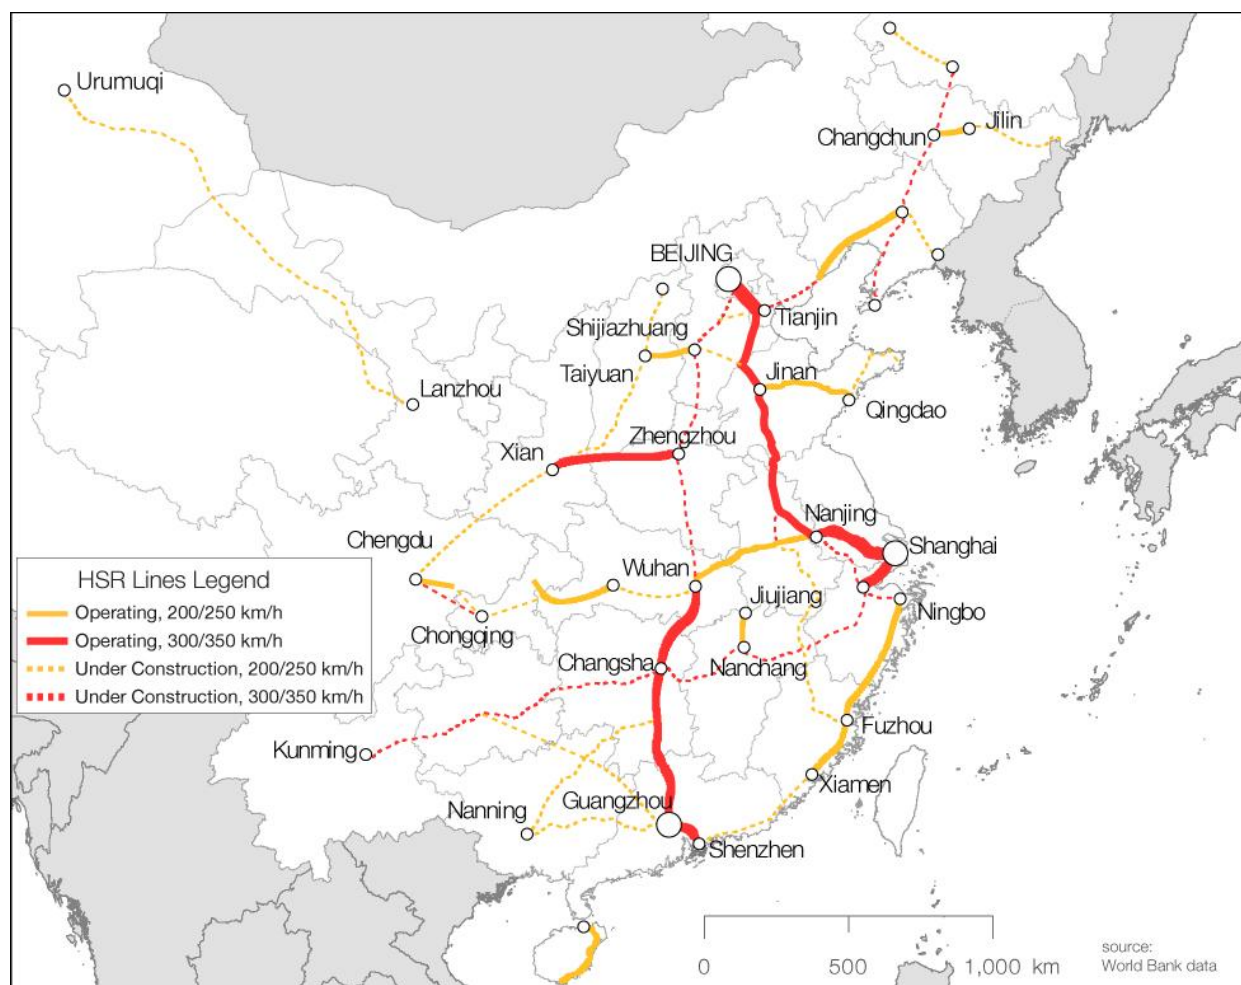 Urumuqi
Jilin
Changchun
BEIJING
Tianjin
Shijiazhuang
Taiyuan
Jinan
Lanzhou
Qingdao
Zhengzhou
Xian
Nanjing
Chengdu
Shanghai
Wuhan
Jiujiang
Ningbo
Chongqing
Changsha
Nanchang
Fuzhou
Kunming
Xiamen
Guangzhou
Nanning
Shenzhen
HSR Lines Legend
Operating, 200/250 km/h
Operating, 300/350 km/h
Under Construction, 200/250 km/h
Under Construction, 300/350 km/h
0 500 1,000 km
source:
World Bank data